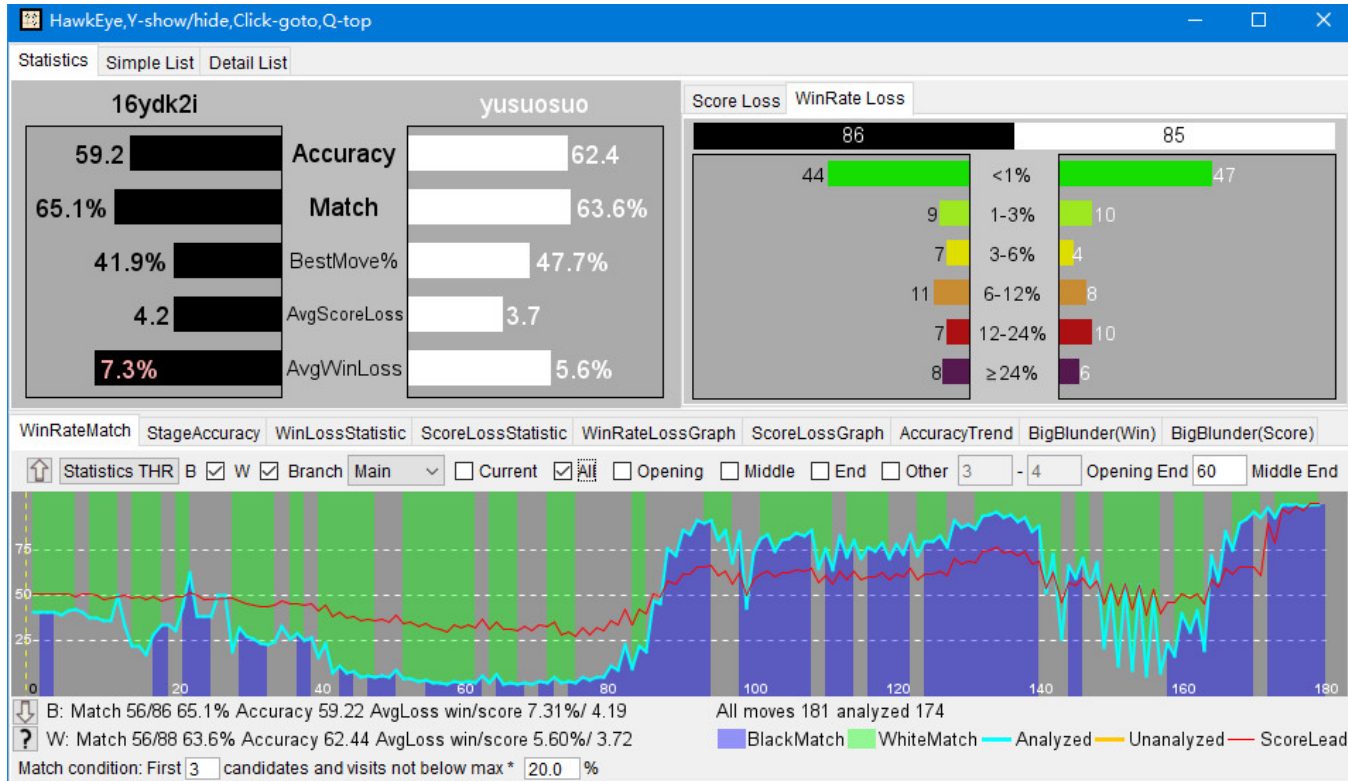 HawkEye,Y-show/hide,Click-goto,Q-top
Statistics Simple List Detail List
16ydk2i yusuosuo
59.2 Accuracy 62.4
65.1% Match 63.6%
41.9% BestMove% 47.7%
4.2 AvgScoreLoss 3.7
7.3% AvgWinLoss 5.6%
Score Loss WinRate Loss
86 85
44 <1% 47
9 1-3% 10
7 3-6% 4
11 6-12% 8
7 12-24% 10
8 ≥24% 6
WinRateMatch StageAccuracy WinLossStatistic ScoreLossStatistic WinRateLossGraph ScoreLossGraph AccuracyTrend BigBlunder(Win) BigBlunder(Score)
Statistics THR B W Branch Main Current All Opening Middle End Other 3 - 4 Opening End 60 Middle End
75
50
25
0 20 40 60 80 100 120 140 160 180
B: Match 56/86 65.1% Accuracy 59.22 AvgLoss win/score 7.31%/ 4.19 All moves 181 analyzed 174
? W: Match 56/88 63.6% Accuracy 62.44 AvgLoss win/score 5.60%/ 3.72 BlackMatch WhiteMatch Analyzed Unanalyzed ScoreLead
Match condition: First 3 candidates and visits not below max * 20.0 %